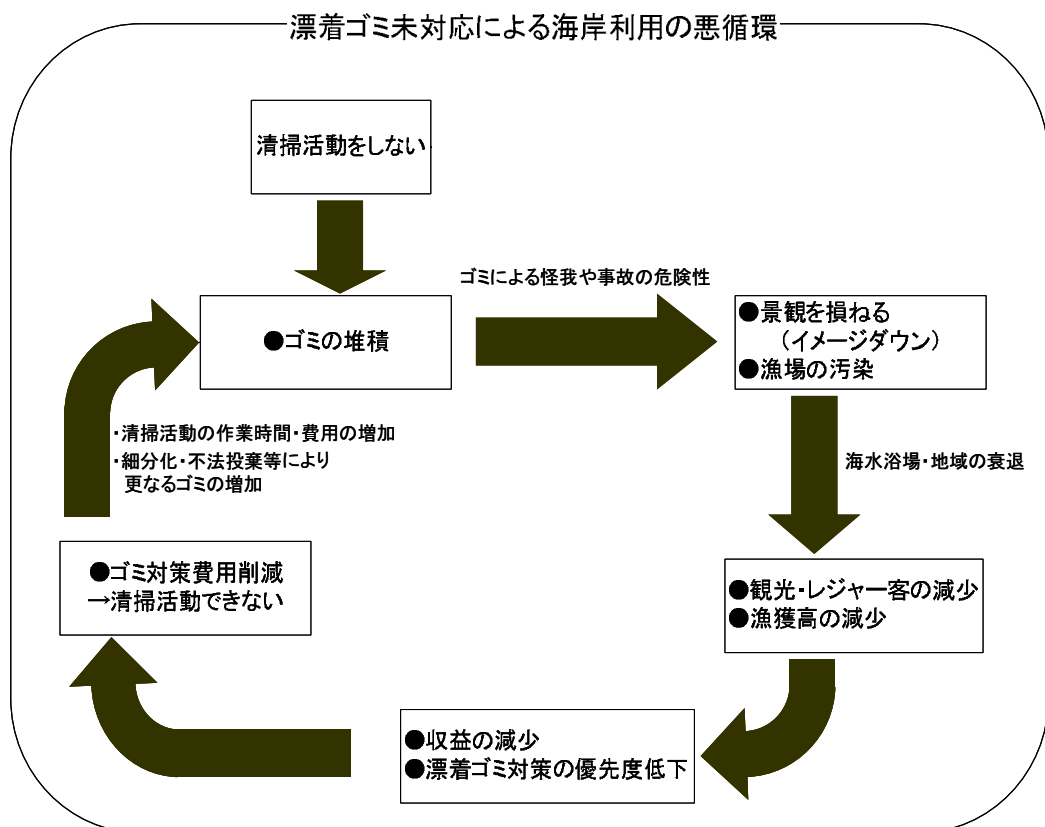 漂着ゴミ未対応による海岸利用の悪循環
清掃活動をしない
ゴミによる怪我や事故の危険性
●ゴミの堆積
●景観を損ねる
（イメージダウン）
●漁場の汚染
・清掃活動の作業時間・費用の増加
・細分化・不法投棄等により
更なるゴミの増加
海水浴場・地域の衰退
●ゴミ対策費用削減
→清掃活動できない
●観光・レジャー客の減少
●漁獲高の減少
●収益の減少
●漂着ゴミ対策の優先度低下